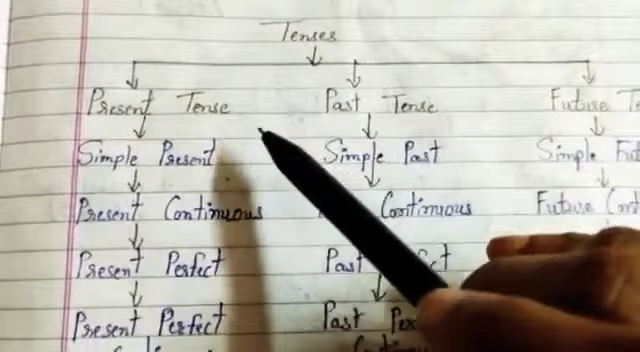 Tenses
Present Tense Past Tense Future
Simple Present Simple Past Simple
Present Continuous Continuous Future
Present Perfect Past
Present Perfect Past